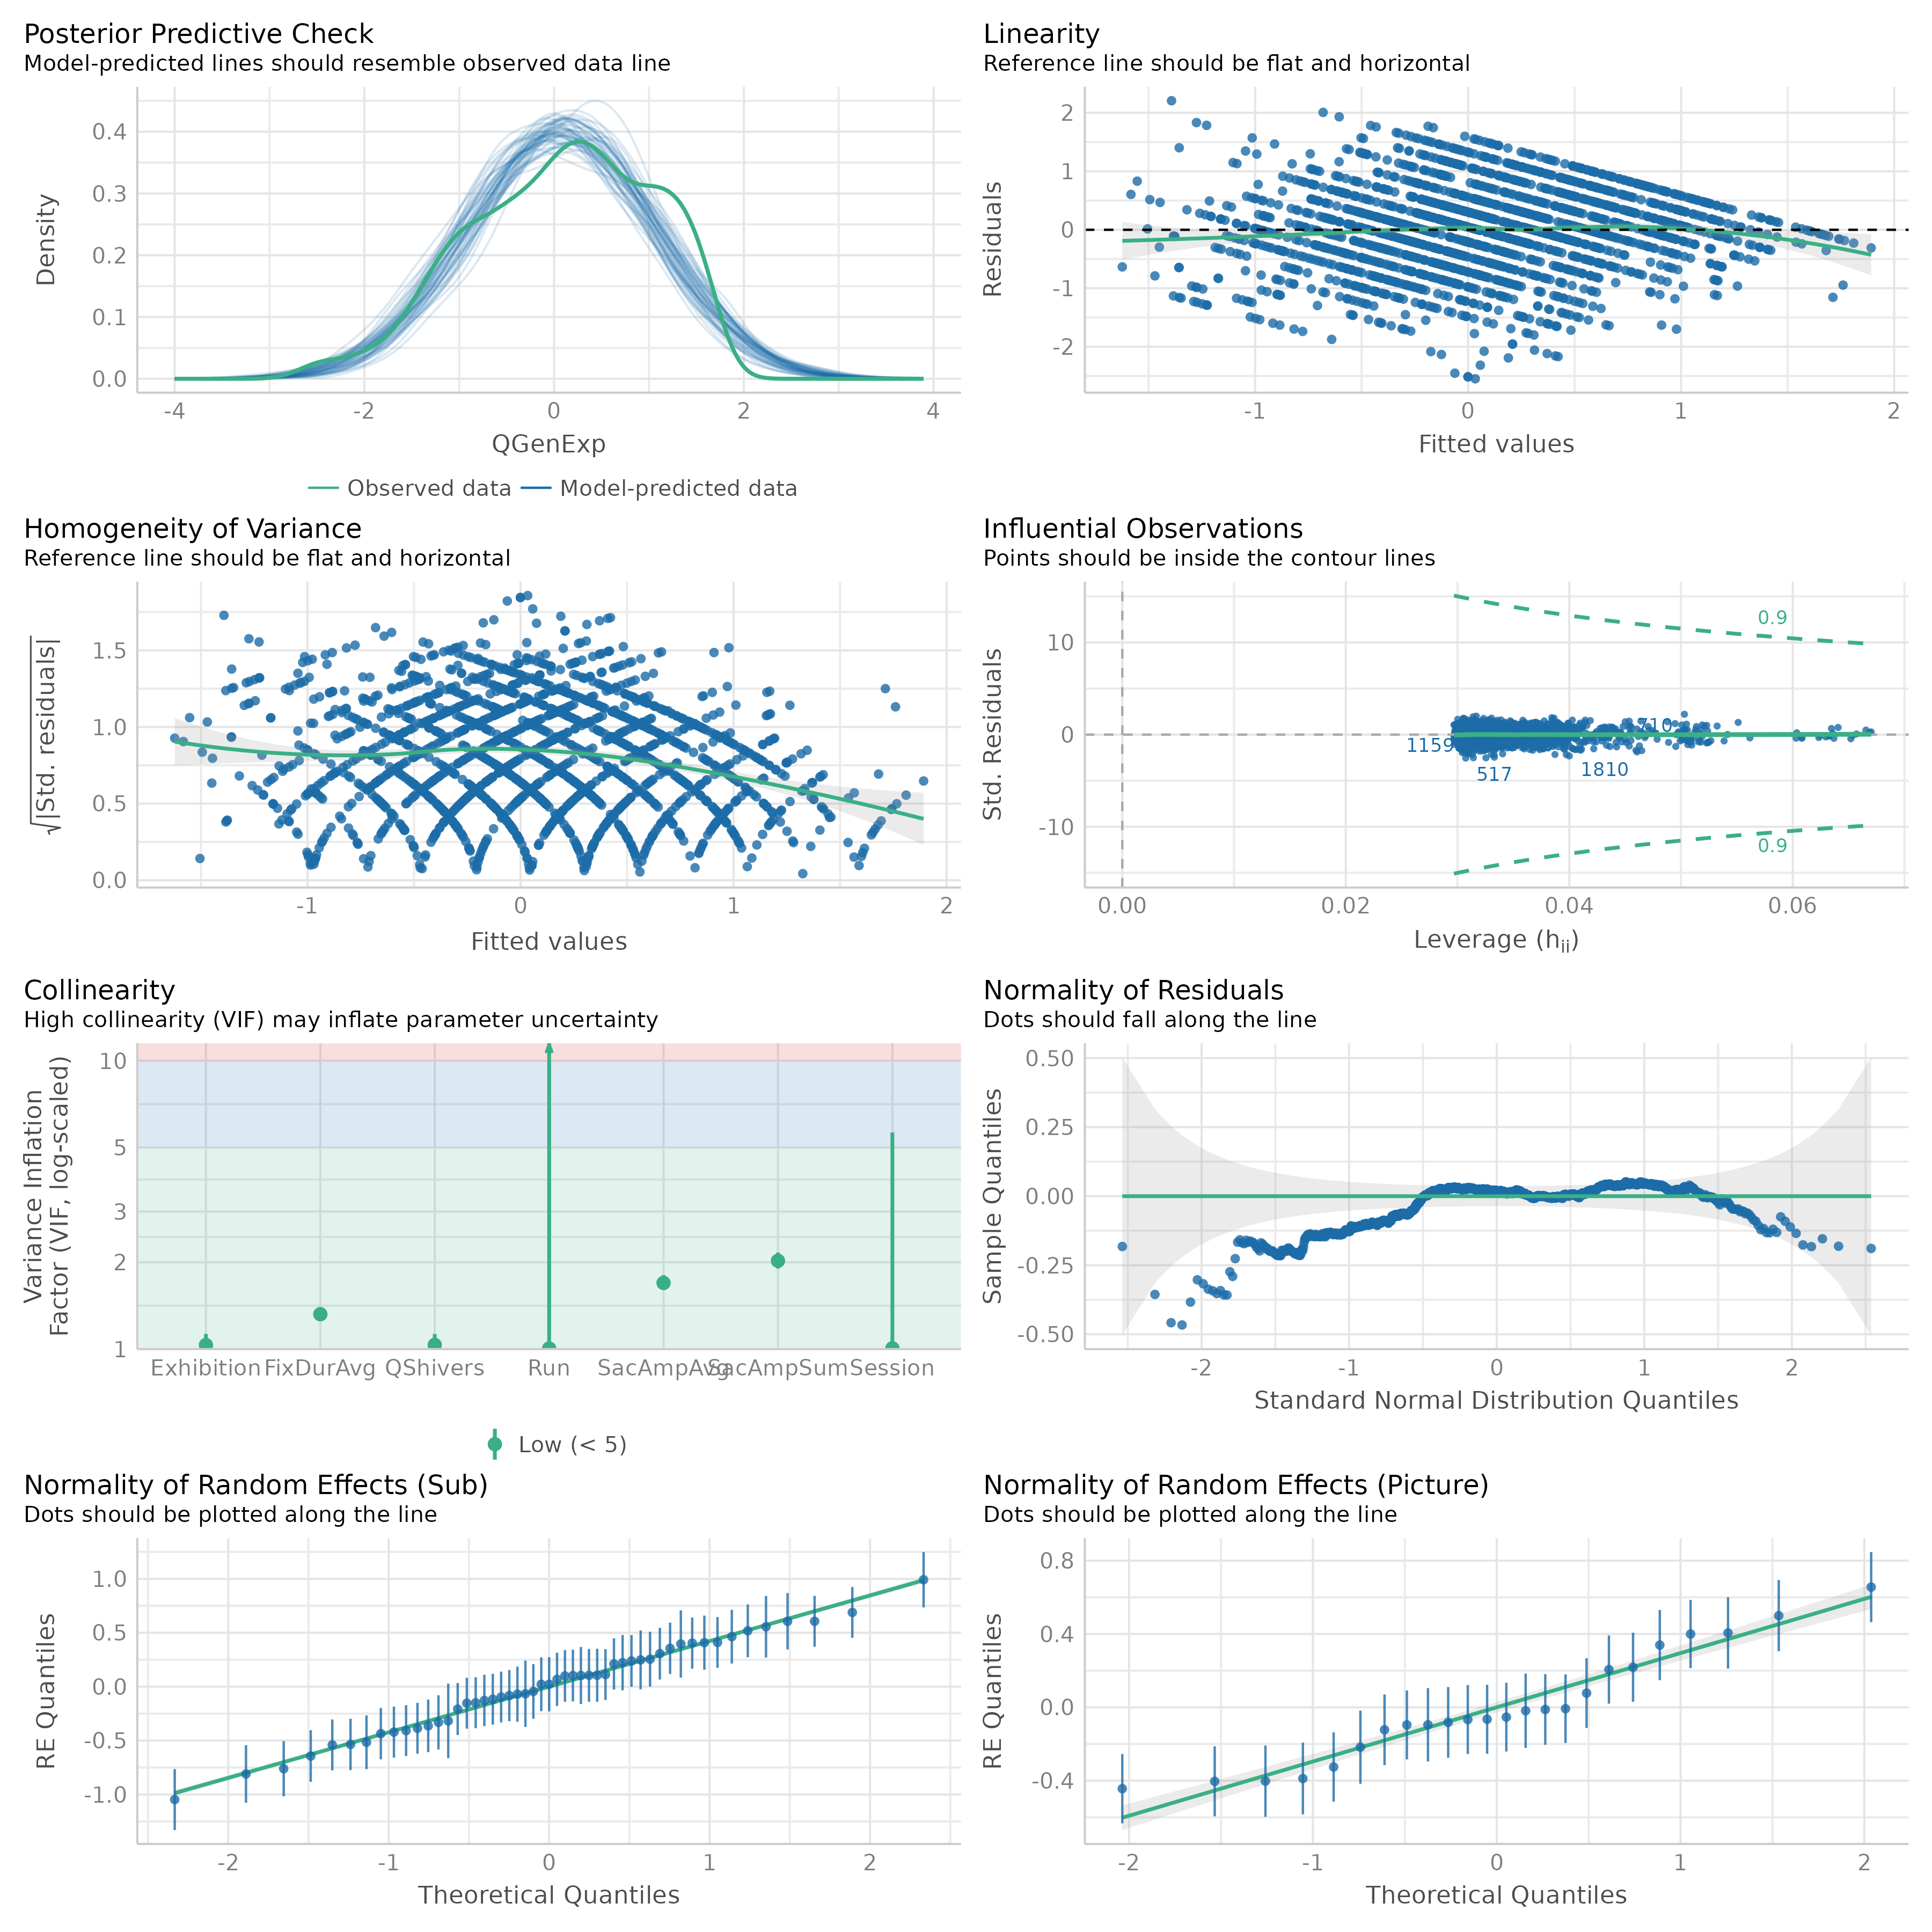 Posterior Predictive Check
Model-predicted lines should resemble observed data line
Density
0.4
0.3
0.2
0.1
0.0
-4 -2 0 2 4
QGenExp
Observed data Model-predicted data
Linearity
Reference line should be flat and horizontal
Residuals
2
1
0
-1
-2
-1 0 1 2
Fitted values
Homogeneity of Variance
Reference line should be flat and horizontal
√|Std. residuals|
1.5
1.0
0.5
0.0
-1 0 1 2
Fitted values
Influential Observations
Points should be inside the contour lines
Std. Residuals
10
0
-10
0.9
710
1159
517
1810
0.9
0.00 0.02 0.04 0.06
Leverage (hii)
Collinearity
High collinearity (VIF) may inflate parameter uncertainty
Variance Inflation
Factor (VIF, log-scaled)
10
5
3
2
1
Exhibition FixDurAvg QShivers Run SacAmpAvg SacAmpSum Session
Low (< 5)
Normality of Residuals
Dots should fall along the line
Sample Quantiles
0.50
0.25
0.00
-0.25
-0.50
-2 -1 0 1 2
Standard Normal Distribution Quantiles
Normality of Random Effects (Sub)
Dots should be plotted along the line
RE Quantiles
1.0
0.5
0.0
-0.5
-1.0
-2 -1 0 1 2
Theoretical Quantiles
Normality of Random Effects (Picture)
Dots should be plotted along the line
RE Quantiles
0.8
0.4
0.0
-0.4
-2 -1 0 1 2
Theoretical Quantiles